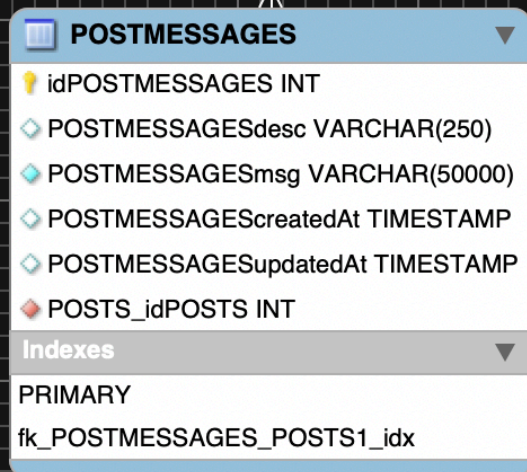 POSTMESSAGES
idPOSTMESSAGES INT
POSTMESSAGESdesc VARCHAR(250)
POSTMESSAGESmsg VARCHAR(50000)
POSTMESSAGEScreatedAt TIMESTAMP
POSTMESSAGESupdatedAt TIMESTAMP
POSTS_idPOSTS INT
Indexes
PRIMARY
fk_POSTMESSAGES_POSTS1_idx